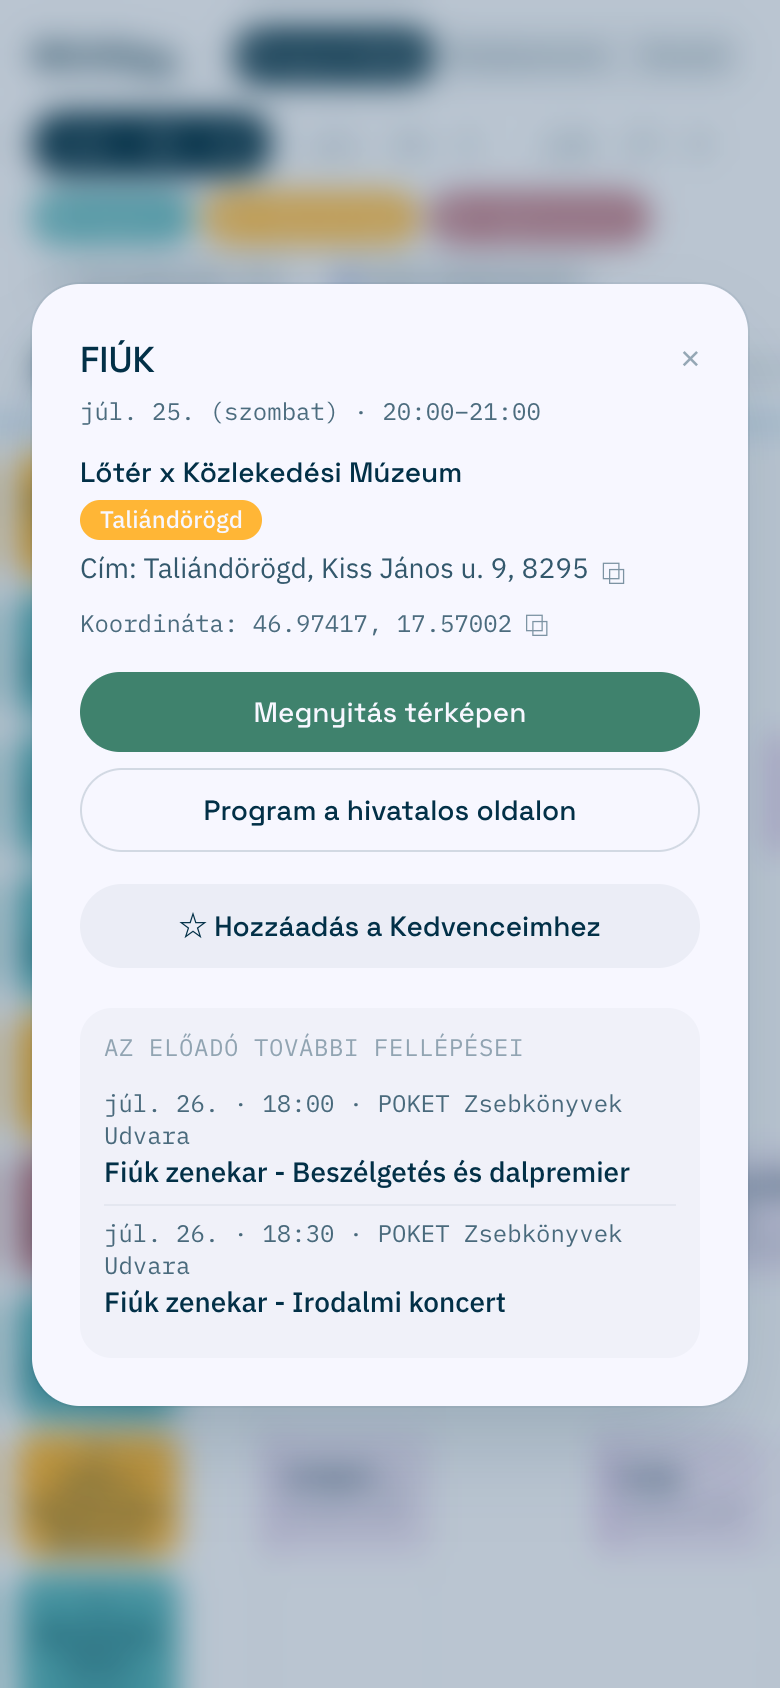 FIÚK
×
júl. 25. (szombat) · 20:00–21:00
Lőtér x Közlekedési Múzeum
Taliándörögd
Cím: Taliándörögd, Kiss János u. 9, 8295
Koordináta: 46.97417, 17.57002
Megnyitás térképen
Program a hivatalos oldalon
☆ Hozzáadás a Kedvenceimhez
AZ ELŐADÓ TOVÁBBI FELLÉPÉSEI
júl. 26. · 18:00 · POKET Zsebkönyvek
Udvara
Fiúk zenekar - Beszélgetés és dalpremier
júl. 26. · 18:30 · POKET Zsebkönyvek
Udvara
Fiúk zenekar - Irodalmi koncert